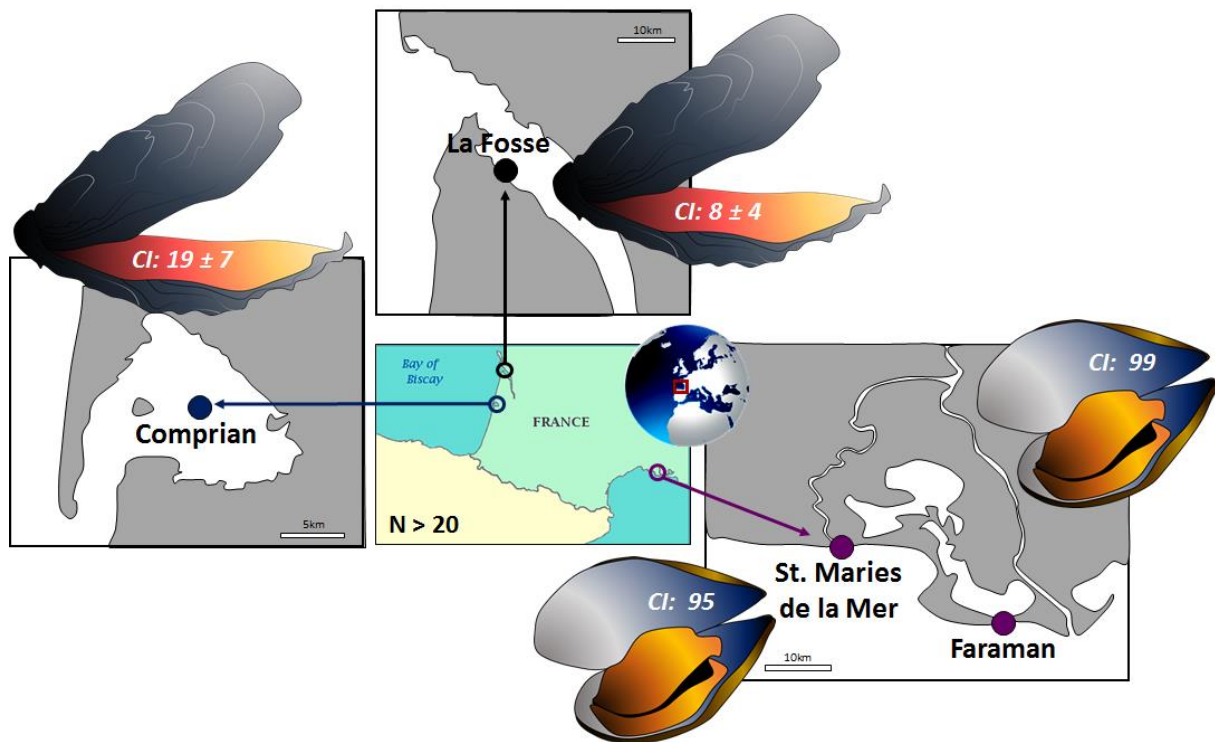 10km
La Fosse
CI: 8 ± 4
CI: 19 ± 7
Comprian
5km
Bay of
Biscay
FRANCE
N > 20
CI: 99
St. Maries
de la Mer
Faraman
10km
CI: 95